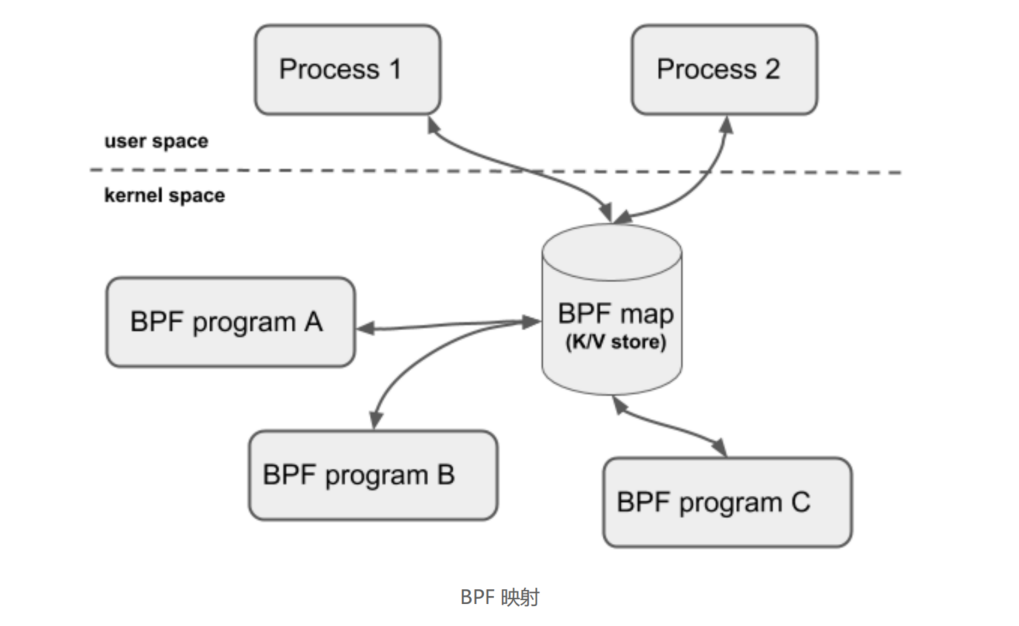 Process 1
Process 2
user space
kernel space
BPF program A
BPF map
(K/V store)
BPF program B
BPF program C
BPF 映射